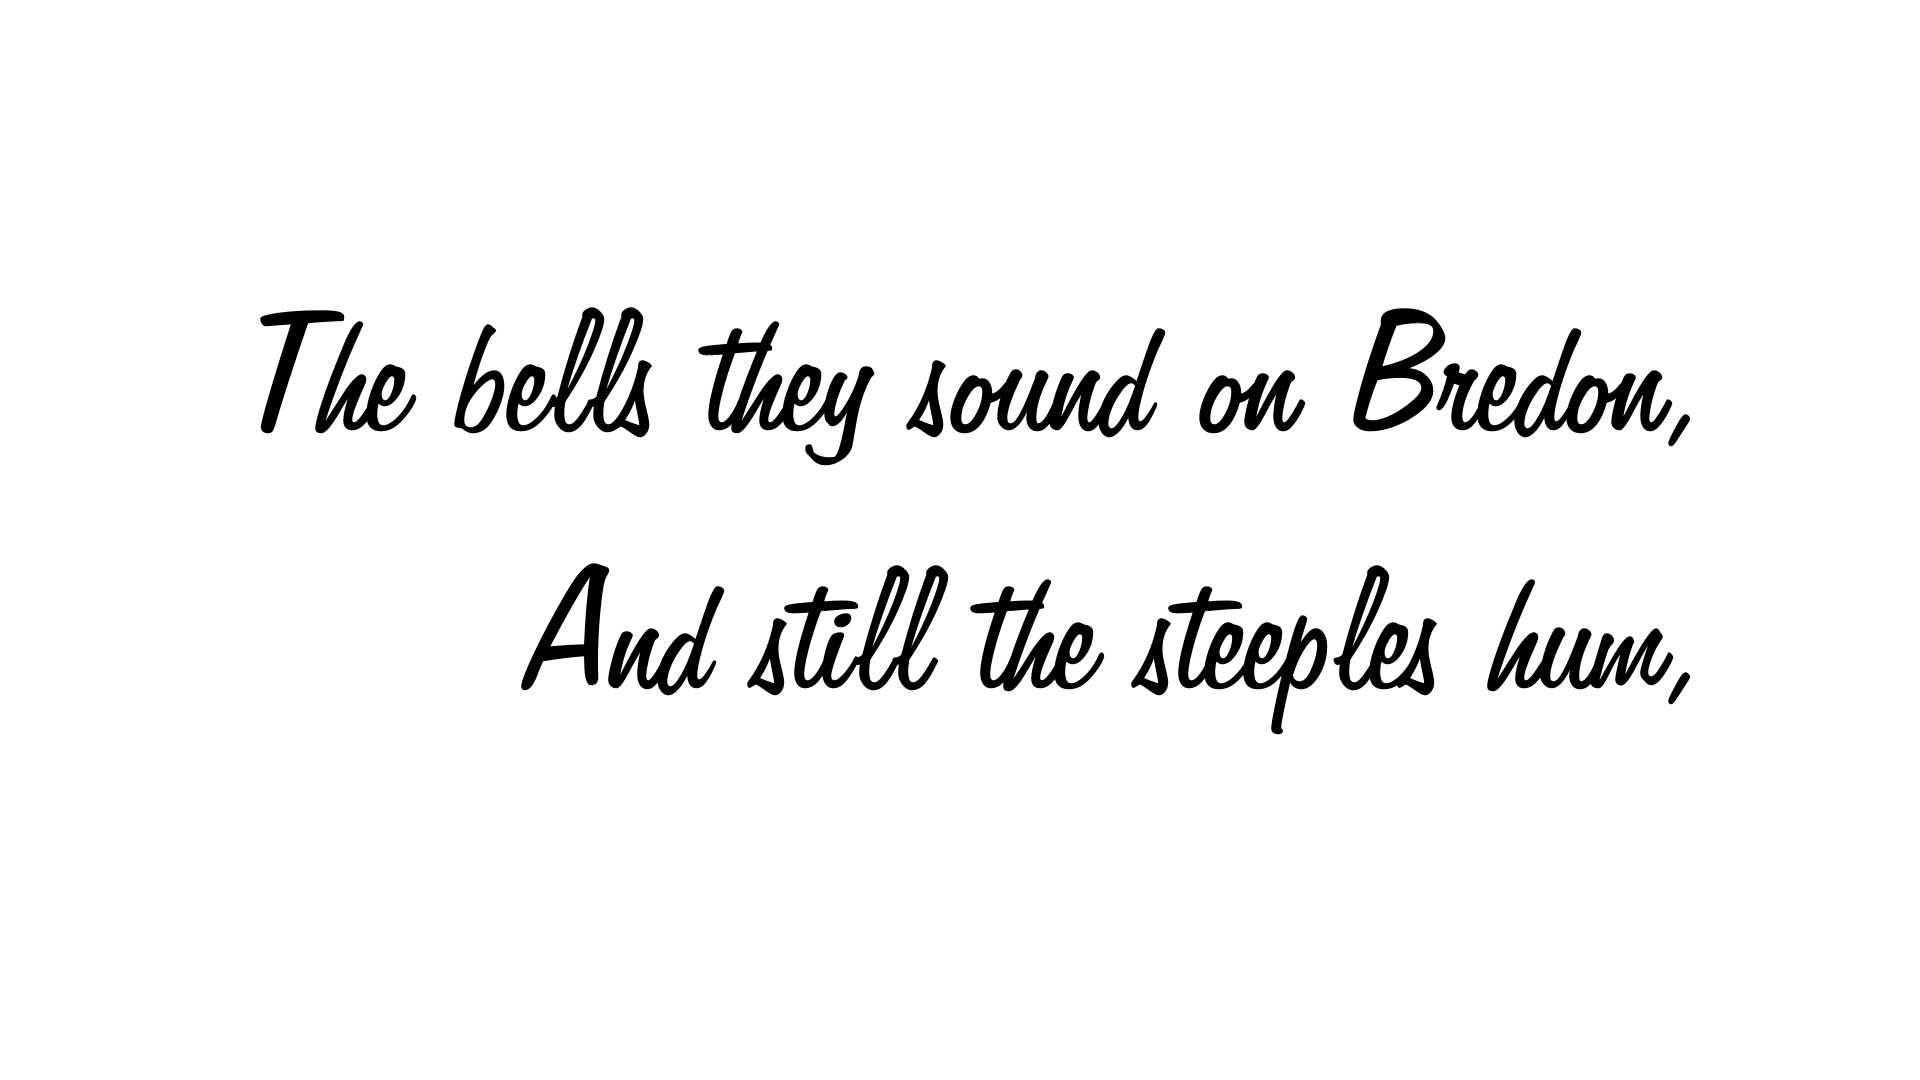 The bells they sound on Bredon,
And still the steeples hum,